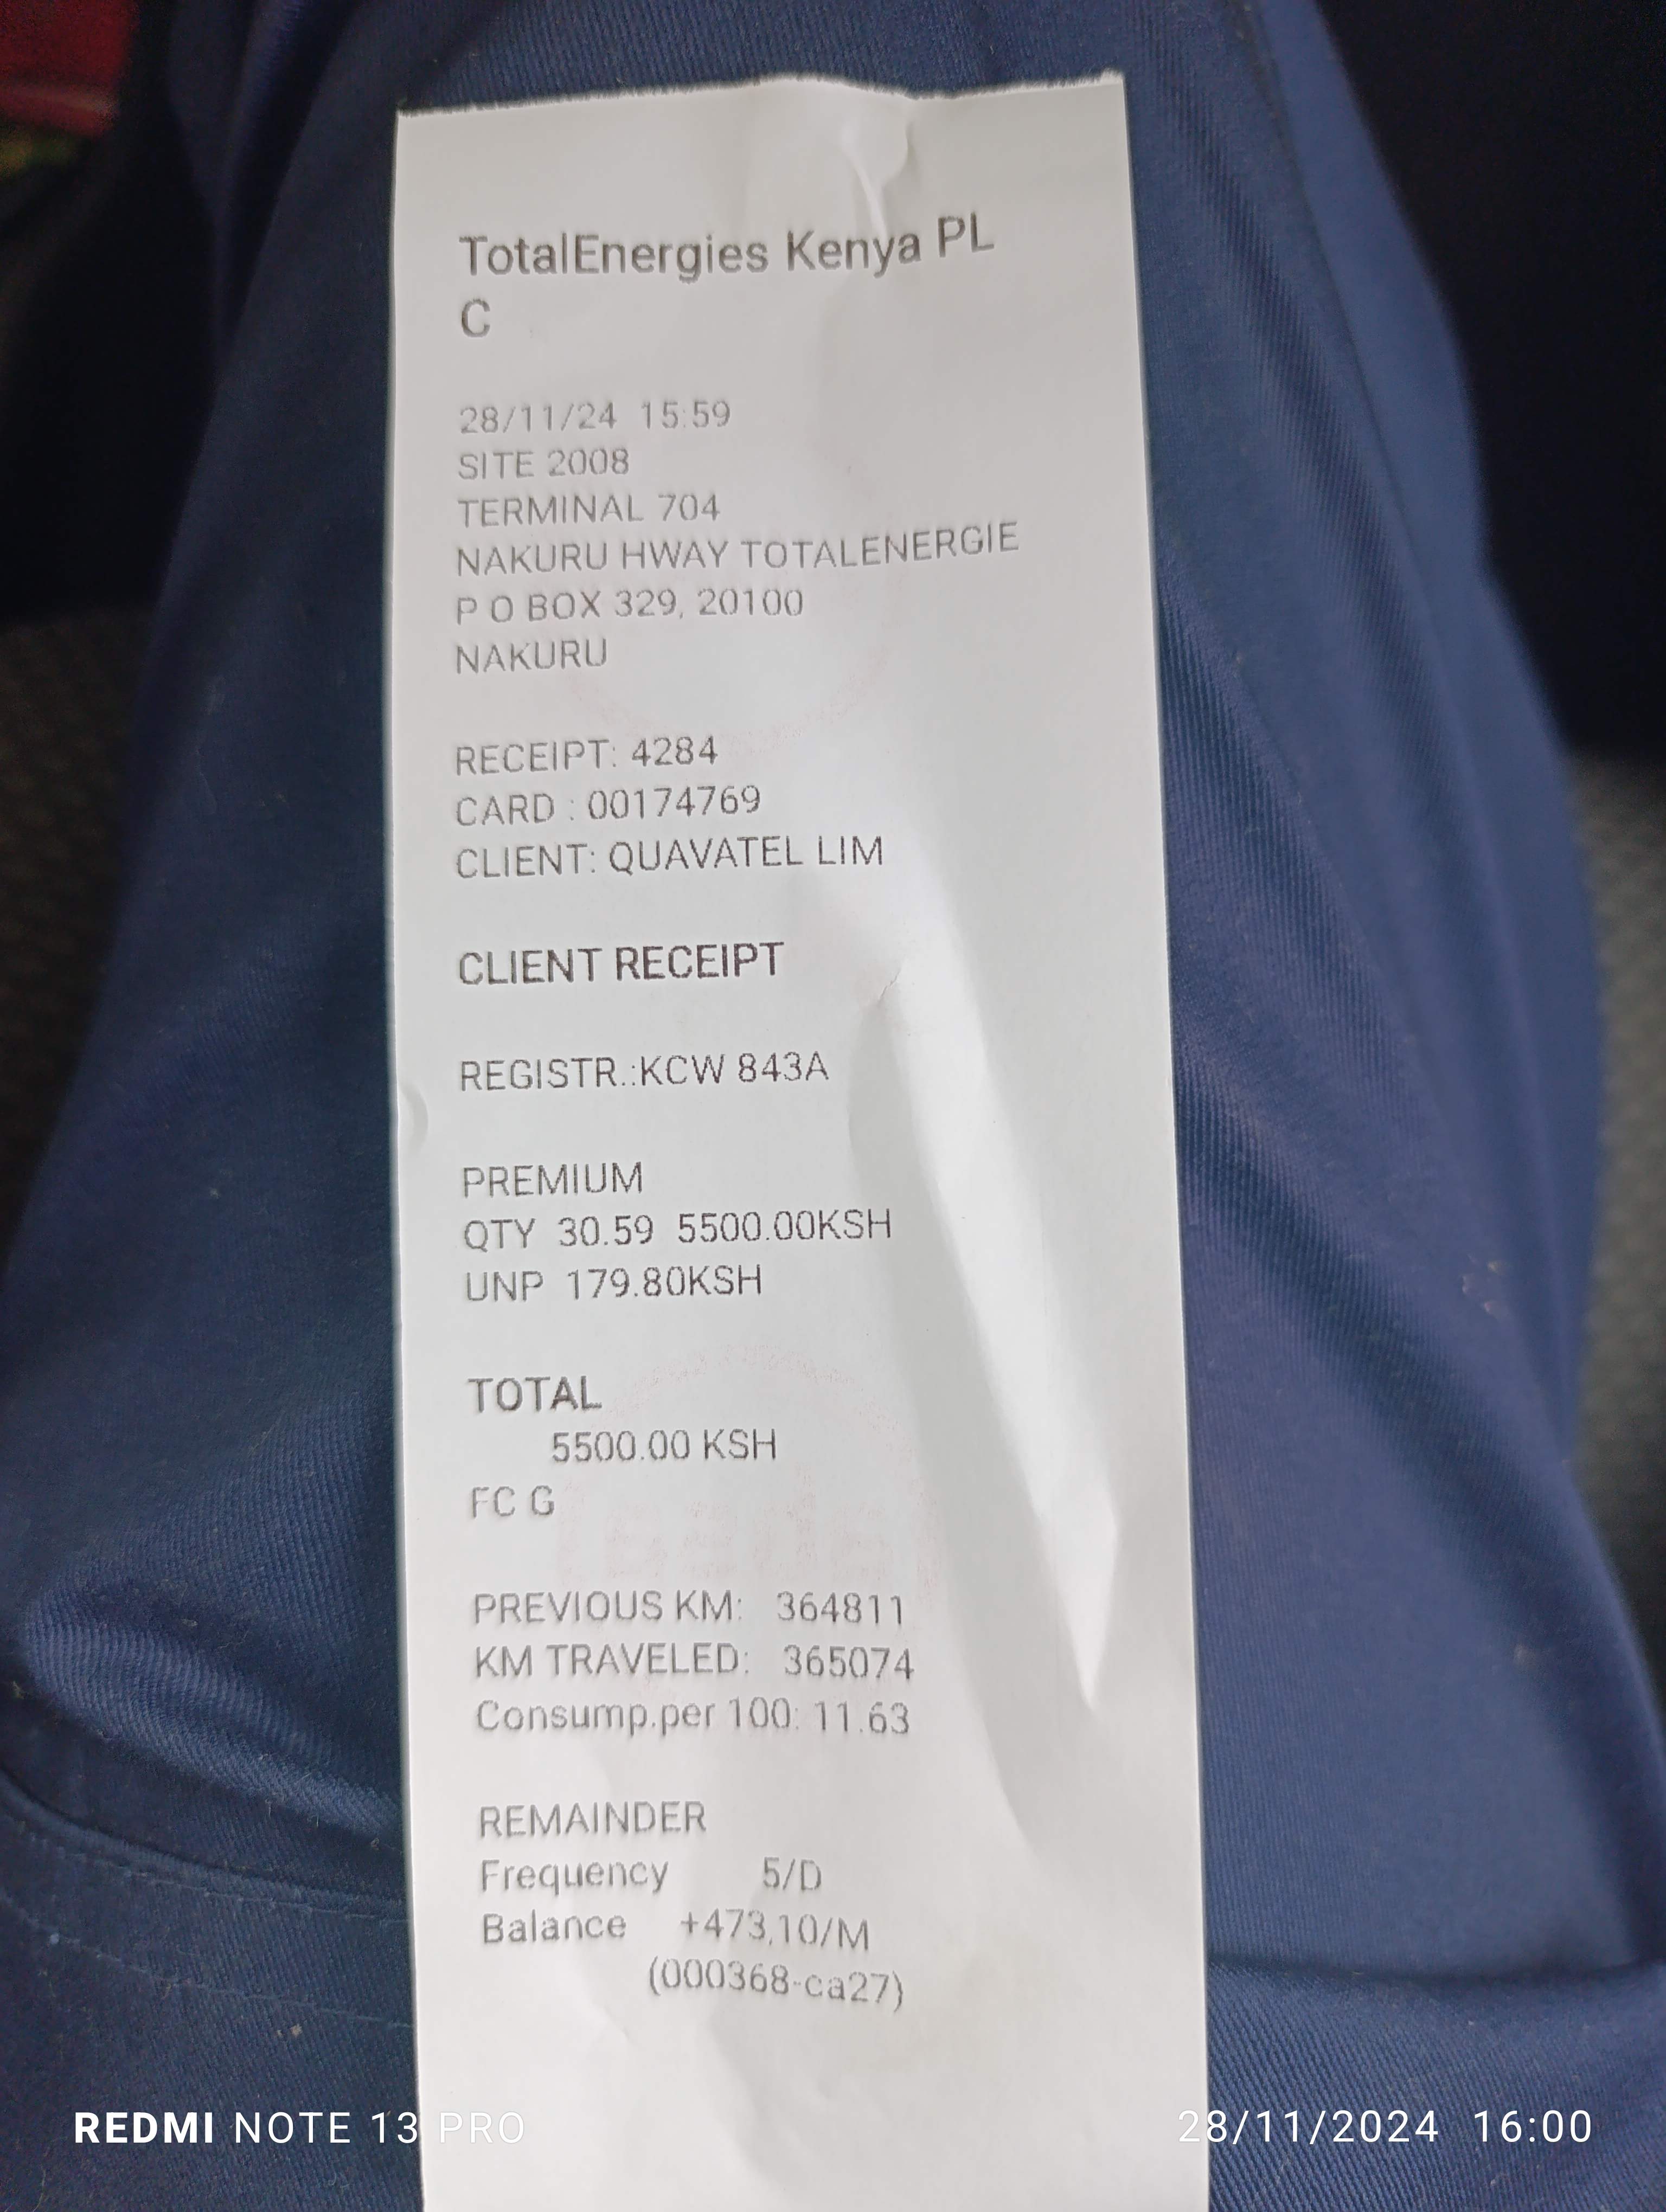 TotalEnergies Kenya PL
C
28/11/24 15:59
SITE 2008
TERMINAL 704
NAKURU HWAY TOTALENERGIE
P O BOX 329, 20100
NAKURU
RECEIPT: 4284
CARD : 00174769
CLIENT: QUAVATEL LIM
CLIENT RECEIPT
REGISTR.:KCW 843A
PREMIUM
QTY 30.59 5500.00KSH
UNP 179.80KSH
TOTAL
5500.00 KSH
FC G
PREVIOUS KM: 364811
KM TRAVELED: 365074
Consump.per 100: 11.63
REMAINDER
Frequency 5/D
Balance +473,10/M
(000368-ca27)
REDMI NOTE 13 PRO
28/11/2024 16:00